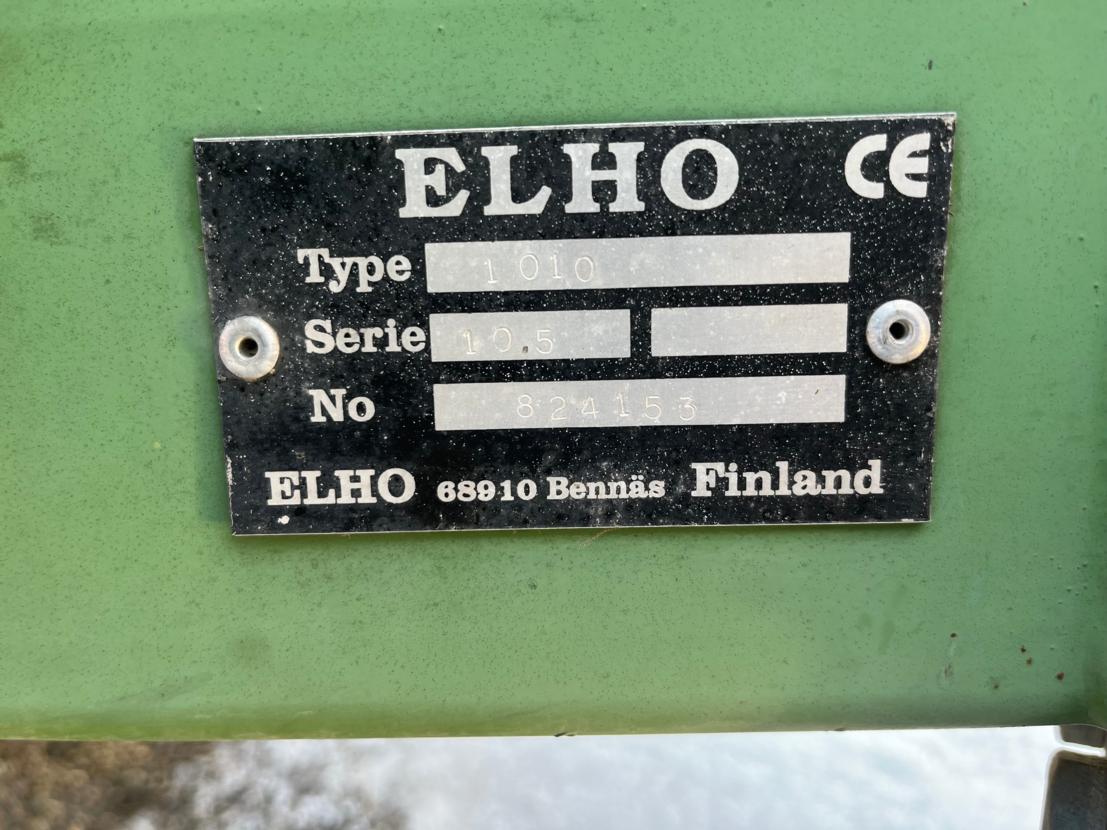 ELHO CE
Type 1010
Serie 10.5
No 824153
ELHO 68910 Bennäs Finland